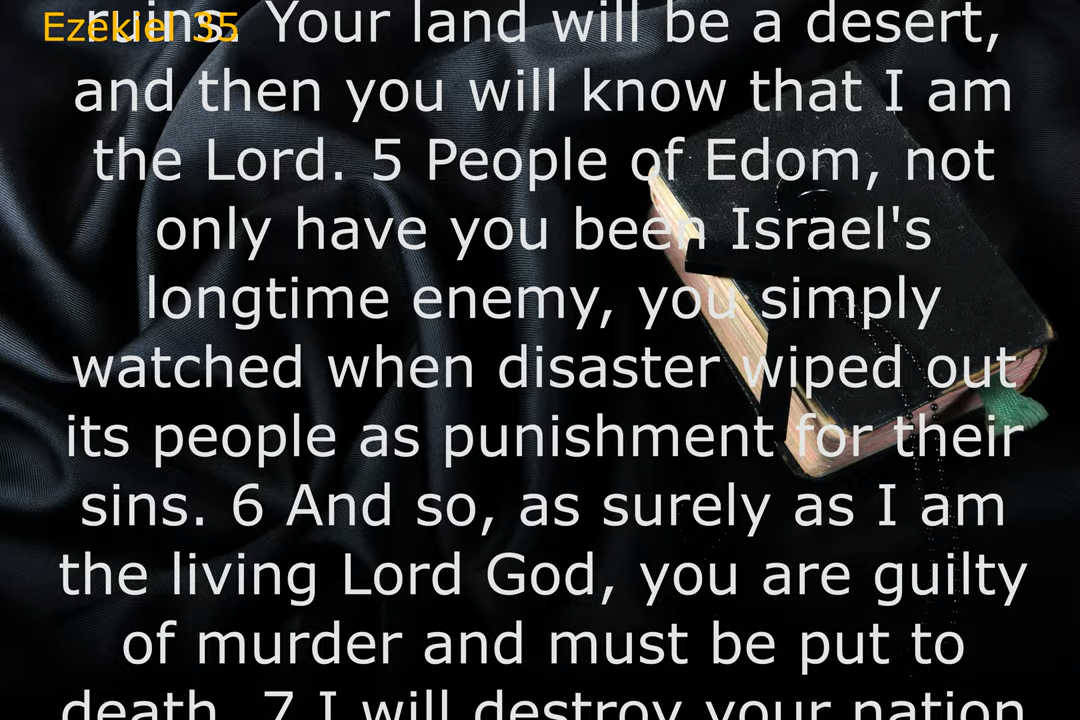 Ezekiel 35
ruins. Your land will be a desert,
and then you will know that I am
the Lord. 5 People of Edom, not
only have you been Israel's
longtime enemy, you simply
watched when disaster wiped out
its people as punishment for their
sins. 6 And so, as surely as I am
the living Lord God, you are guilty
of murder and must be put to
death. 7 I will destroy your nation